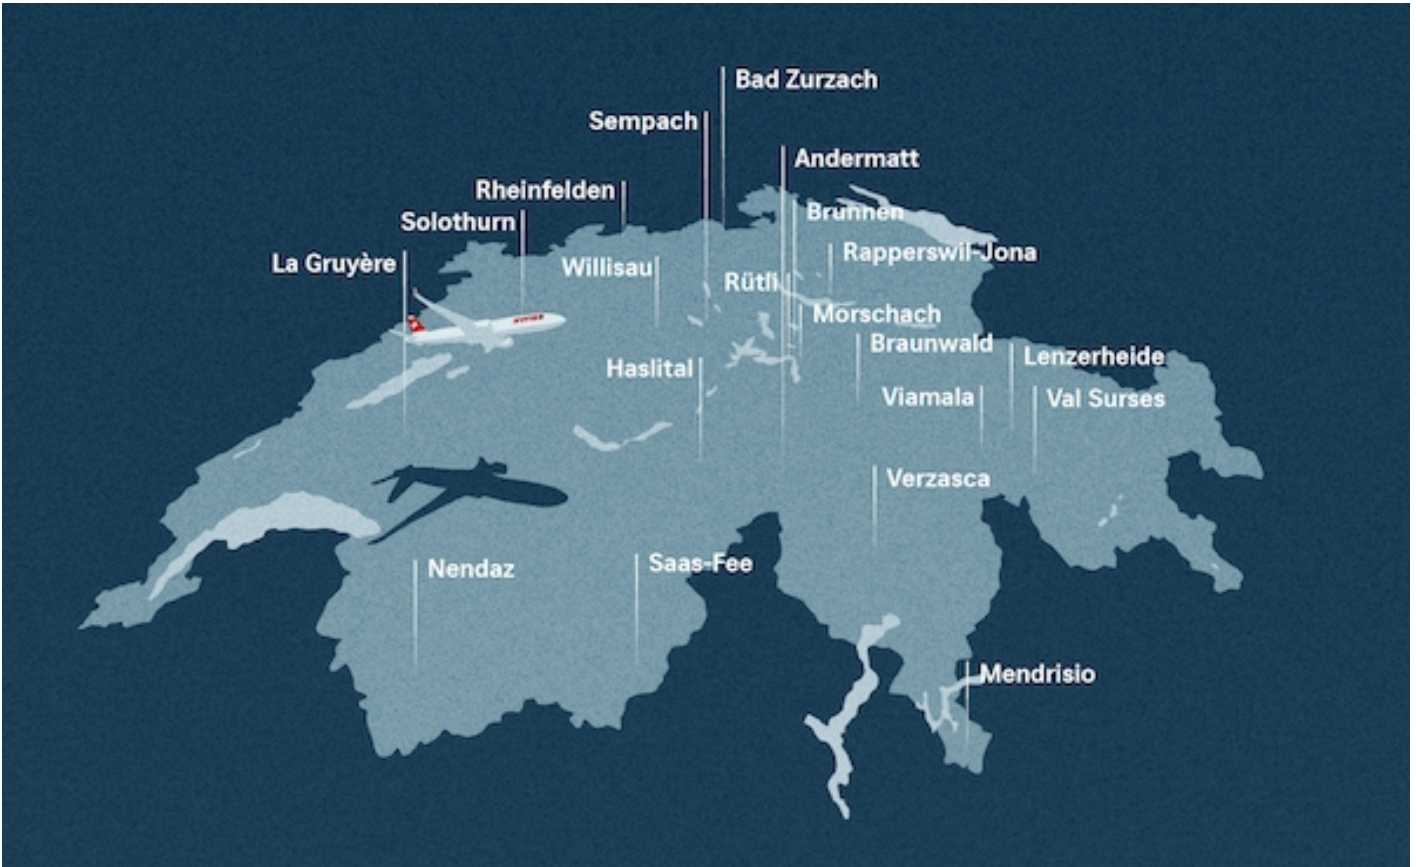 Bad Zurzach
Sempach
Andermatt
Rheinfelden
Brunnen
Solothurn
Rapperswil-Jona
La Gruyère
Willisau
Rütli
Morschach
SWISS
Braunwald
Lenzerheide
Haslital
Viamala
Val Surses
Verzasca
Saas-Fee
Nendaz
Mendrisio